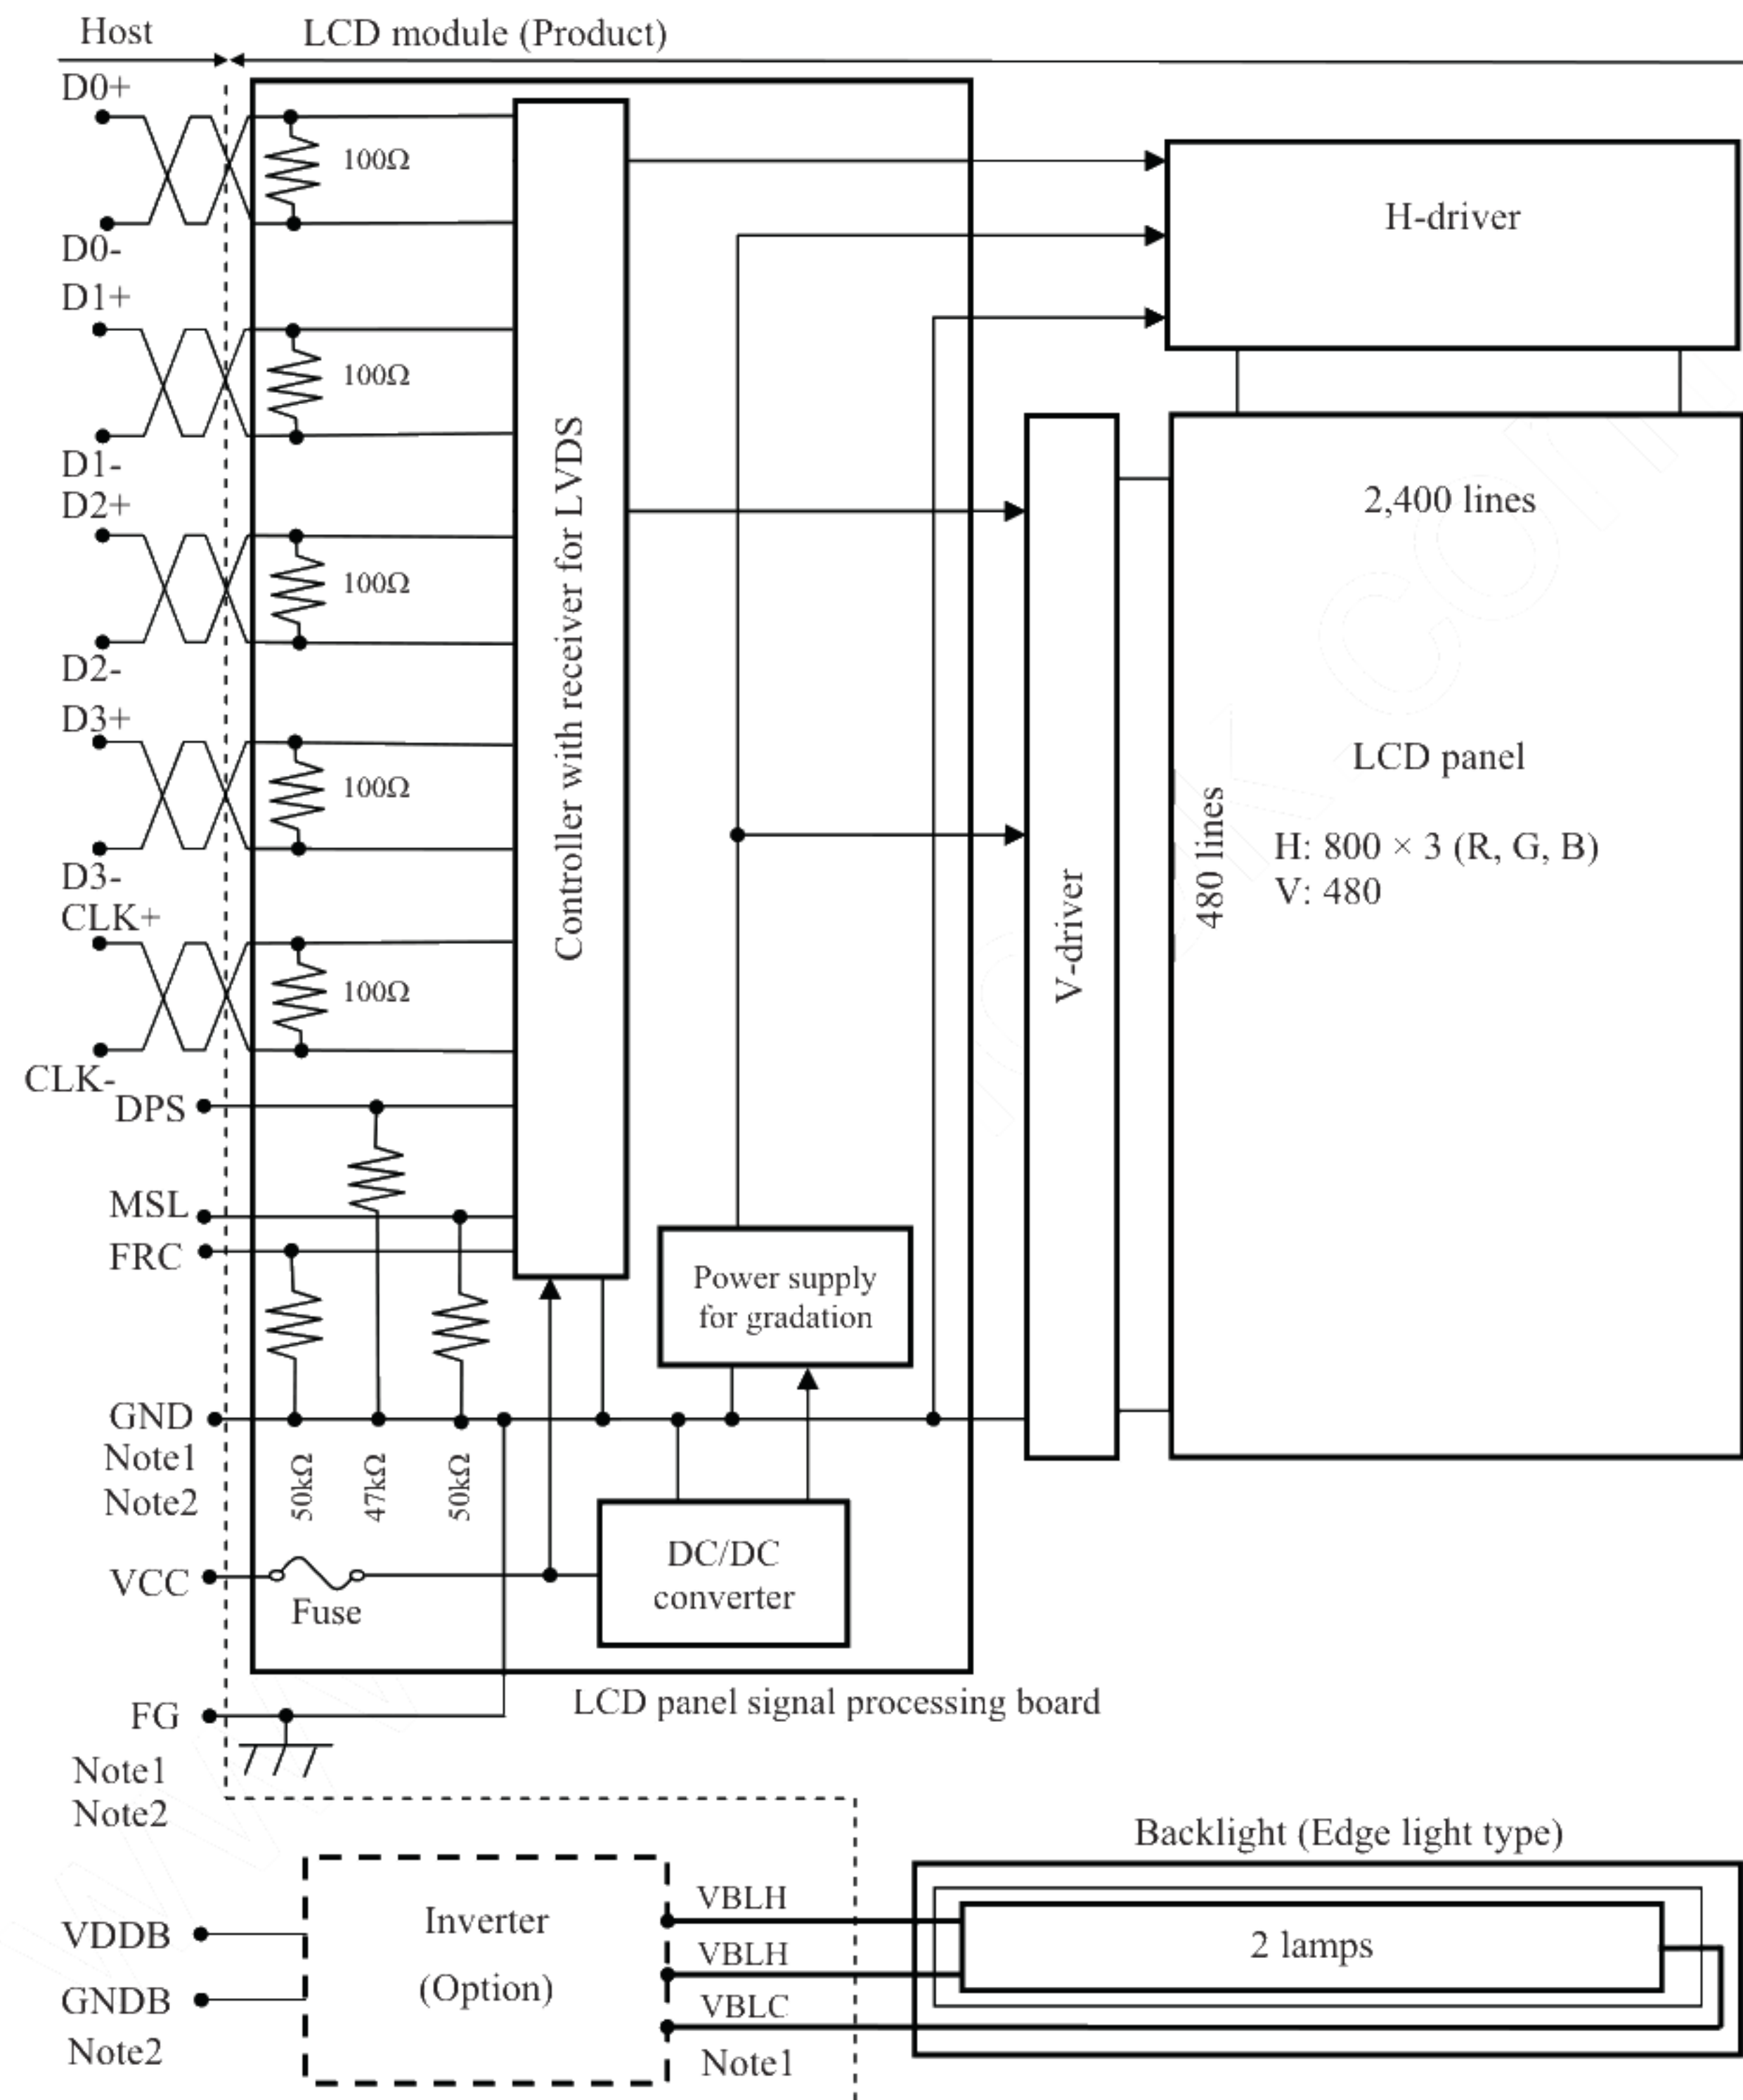 Host
LCD module (Product)
D0+
100Ω
D0-
H-driver
D1+
100Ω
D1-
D2+
100Ω
D2-
D3+
100Ω
D3-
CLK+
100Ω
CLK-
Controller with receiver for LVDS
2,400 lines
LCD panel
480 lines
H: 800 × 3 (R, G, B)
V: 480
V-driver
DPS
MSL
FRC
Power supply
for gradation
GND
Note1
Note2
50kΩ
47kΩ
50kΩ
VCC
Fuse
DC/DC
converter
FG
LCD panel signal processing board
Note1
Note2
Backlight (Edge light type)
VDDB
GNDB
Note2
Inverter
(Option)
VBLH
VBLH
VBLC
Note1
2 lamps